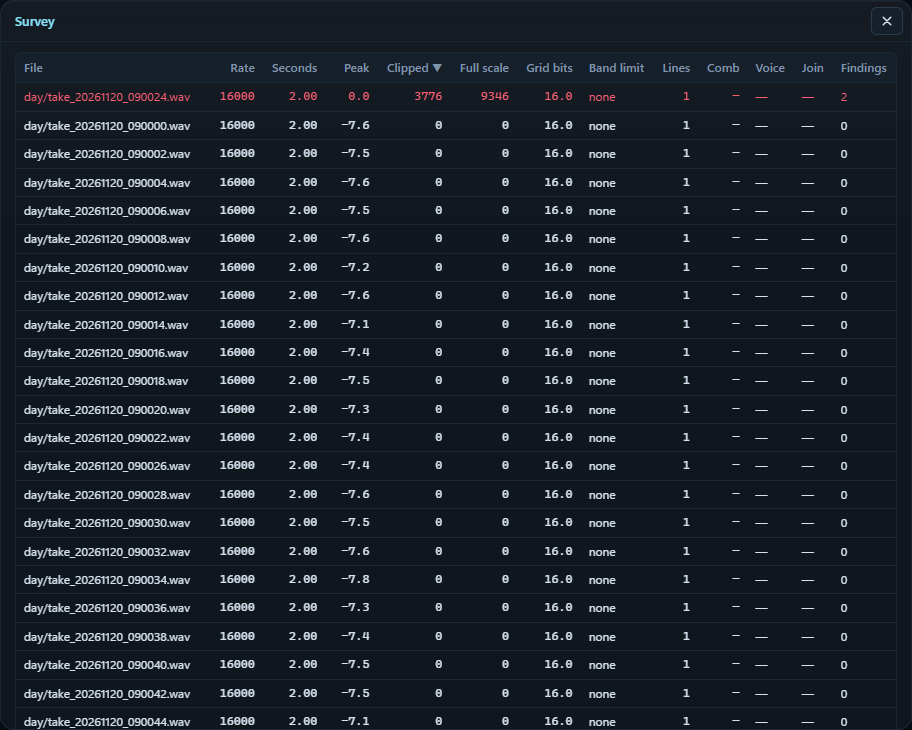 Survey ✕
File Rate Seconds Peak Clipped ▼ Full scale Grid bits Band limit Lines Comb Voice Join Findings
day/take_20261120_090024.wav 16000 2.00 0.0 3776 9346 16.0 none 1 – — — 2
day/take_20261120_090000.wav 16000 2.00 −7.6 0 0 16.0 none 1 – — — 0
day/take_20261120_090002.wav 16000 2.00 −7.5 0 0 16.0 none 1 – — — 0
day/take_20261120_090004.wav 16000 2.00 −7.6 0 0 16.0 none 1 – — — 0
day/take_20261120_090006.wav 16000 2.00 −7.5 0 0 16.0 none 1 – — — 0
day/take_20261120_090008.wav 16000 2.00 −7.6 0 0 16.0 none 1 – — — 0
day/take_20261120_090010.wav 16000 2.00 −7.2 0 0 16.0 none 1 – — — 0
day/take_20261120_090012.wav 16000 2.00 −7.6 0 0 16.0 none 1 – — — 0
day/take_20261120_090014.wav 16000 2.00 −7.1 0 0 16.0 none 1 – — — 0
day/take_20261120_090016.wav 16000 2.00 −7.4 0 0 16.0 none 1 – — — 0
day/take_20261120_090018.wav 16000 2.00 −7.5 0 0 16.0 none 1 – — — 0
day/take_20261120_090020.wav 16000 2.00 −7.3 0 0 16.0 none 1 – — — 0
day/take_20261120_090022.wav 16000 2.00 −7.4 0 0 16.0 none 1 – — — 0
day/take_20261120_090026.wav 16000 2.00 −7.4 0 0 16.0 none 1 – — — 0
day/take_20261120_090028.wav 16000 2.00 −7.6 0 0 16.0 none 1 – — — 0
day/take_20261120_090030.wav 16000 2.00 −7.5 0 0 16.0 none 1 – — — 0
day/take_20261120_090032.wav 16000 2.00 −7.6 0 0 16.0 none 1 – — — 0
day/take_20261120_090034.wav 16000 2.00 −7.8 0 0 16.0 none 1 – — — 0
day/take_20261120_090036.wav 16000 2.00 −7.3 0 0 16.0 none 1 – — — 0
day/take_20261120_090038.wav 16000 2.00 −7.4 0 0 16.0 none 1 – — — 0
day/take_20261120_090040.wav 16000 2.00 −7.5 0 0 16.0 none 1 – — — 0
day/take_20261120_090042.wav 16000 2.00 −7.5 0 0 16.0 none 1 – — — 0
day/take_20261120_090044.wav 16000 2.00 −7.1 0 0 16.0 none 1 – — — 0